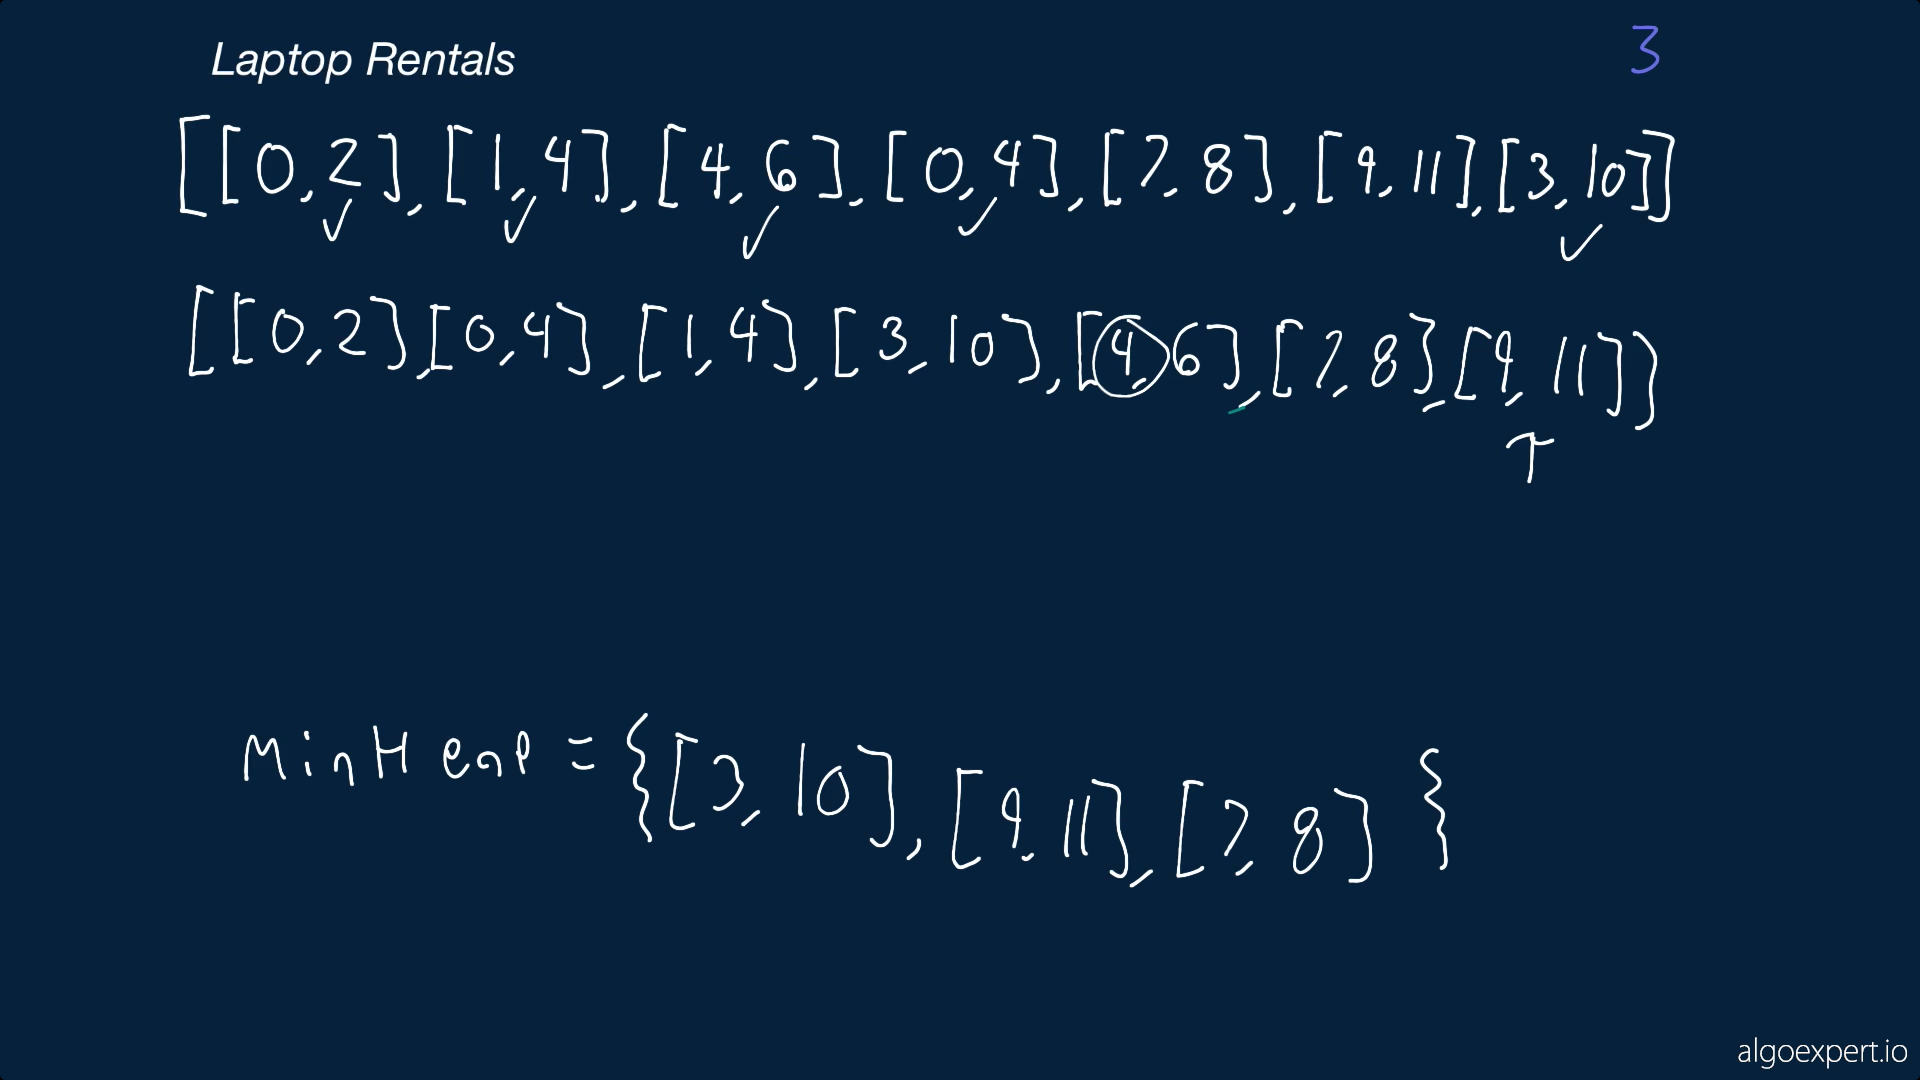 Laptop Rentals
3
[[0,2],[1,4],[4,6],[0,4],[7,8],[9,11],[3,10]]
[[0,2],[0,4],[1,4],[3,10],[4,6],[7,8],[9,11]]
MinHeap = {[3,10],[9,11],[7,8]}
algoexpert.io